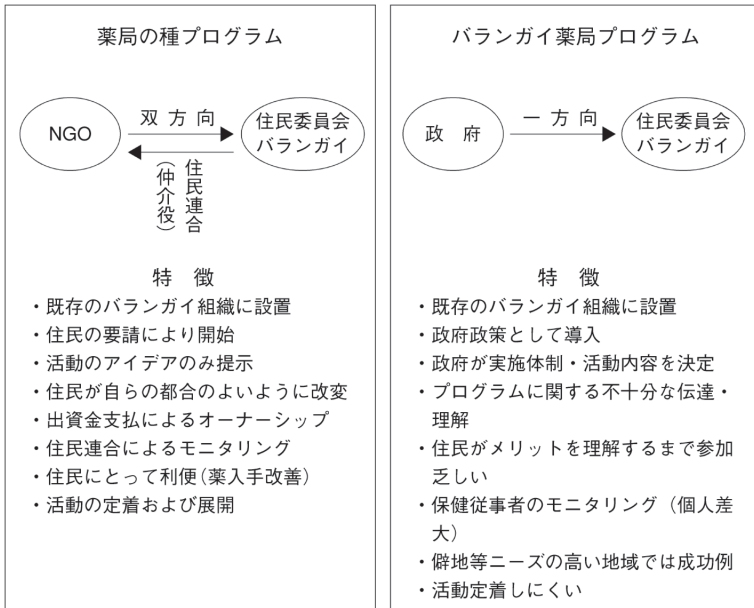 薬局の種プログラム
NGO
双方向
住民委員会
バランガイ
住民連合
(仲介役)
特 徴
・既存のバランガイ組織に設置
・住民の要請により開始
・活動のアイデアのみ提示
・住民が自らの都合のよいように改変
・出資金支払によるオーナーシップ
・住民連合によるモニタリング
・住民にとって利便(薬入手改善)
・活動の定着および展開
バランガイ薬局プログラム
政 府
一方向
住民委員会
バランガイ
特 徴
・既存のバランガイ組織に設置
・政府政策として導入
・政府が実施体制・活動内容を決定
・プログラムに関する不十分な伝達・
理解
・住民がメリットを理解するまで参加
乏しい
・保健従事者のモニタリング(個人差
大)
・僻地等ニーズの高い地域では成功例
・活動定着しにくい